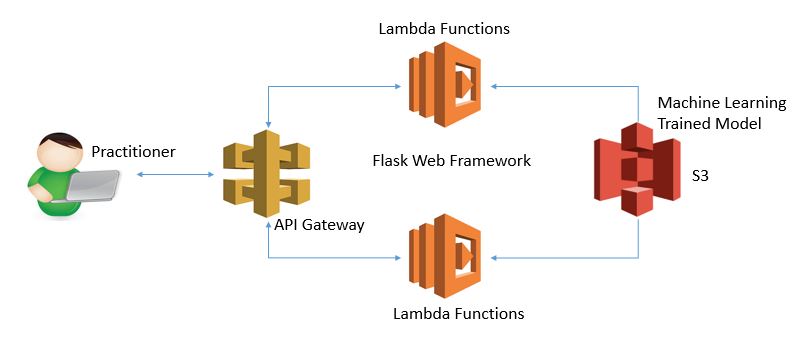 Lambda Functions
Machine Learning
Trained Model
Practitioner
Flask Web Framework
S3
API Gateway
Lambda Functions